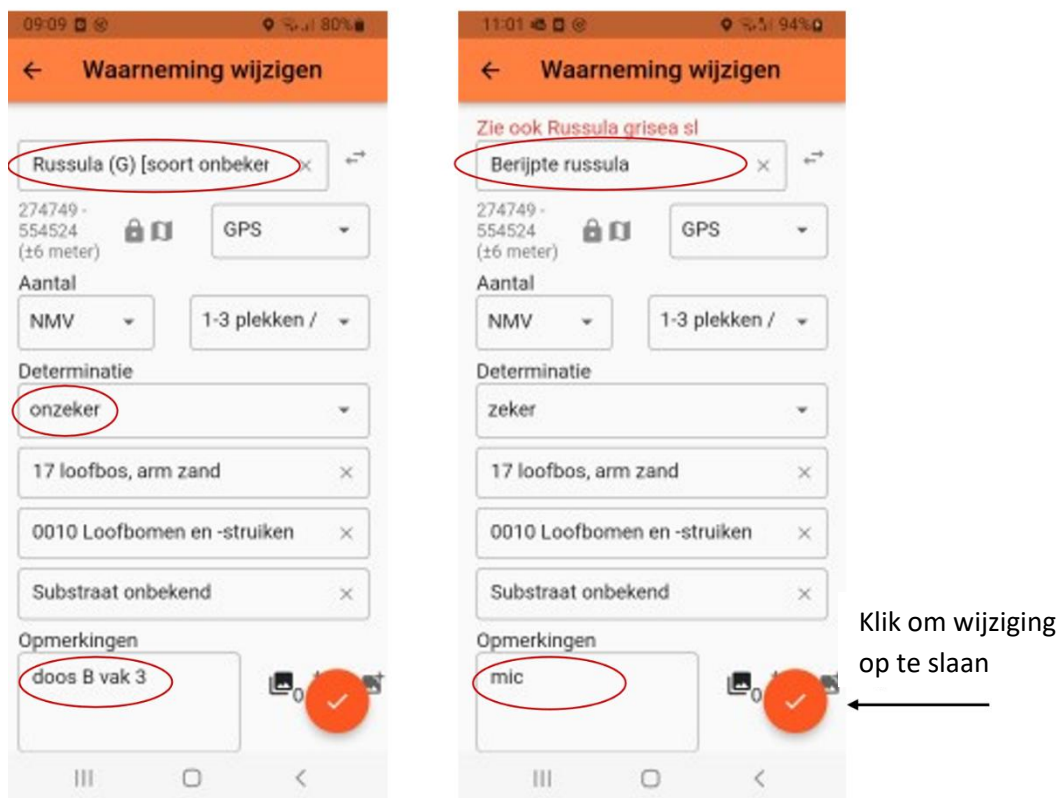 09:09 80%
Waarneming wijzigen
Russula (G) [soort onbeker
274749 -
554524
(±6 meter)
GPS
Aantal
NMV
1-3 plekken /
Determinatie
onzeker
17 loofbos, arm zand
0010 Loofbomen en -struiken
Substraat onbekend
Opmerkingen
doos B vak 3
0
11:01 94%
Waarneming wijzigen
Zie ook Russula grisea sl
Berijpte russula
274749 -
554524
(±6 meter)
GPS
Aantal
NMV
1-3 plekken /
Determinatie
zeker
17 loofbos, arm zand
0010 Loofbomen en -struiken
Substraat onbekend
Opmerkingen
mic
0
Klik om wijziging
op te slaan